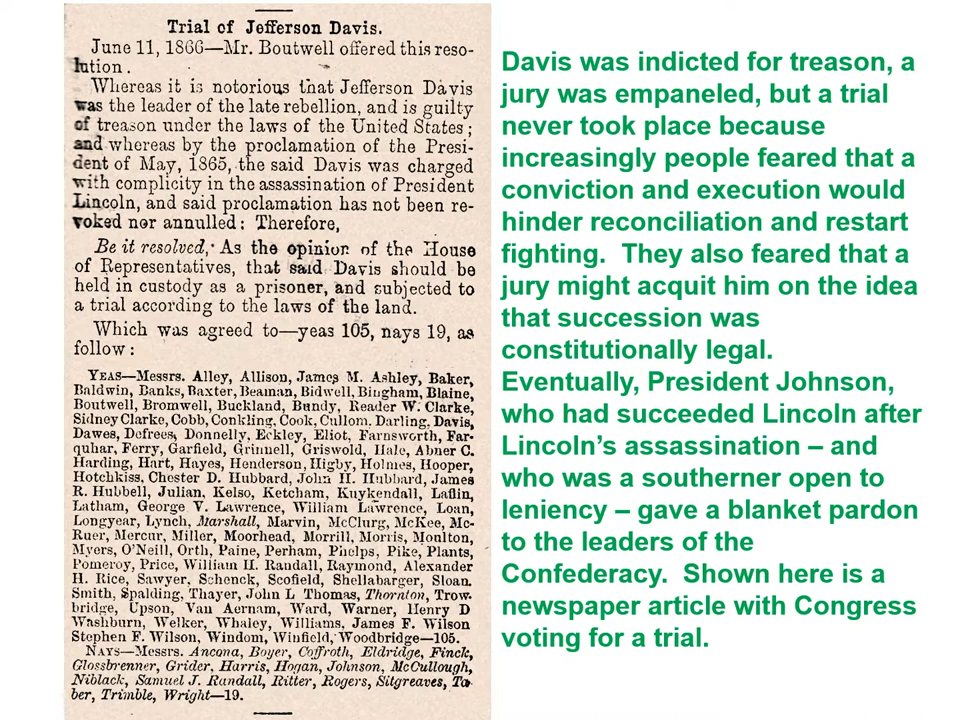 Trial of Jefferson Davis.
June 11, 1866—Mr. Boutwell offered this reso-
lution.
Whereas it is notorious that Jefferson Davis
was the leader of the late rebellion, and is guilty
of treason under the laws of the United States;
and whereas by the proclamation of the Presi-
dent of May, 1865, the said Davis was charged
with complicity in the assassination of President
Lincoln, and said proclamation has not been re-
voked nor annulled: Therefore,
Be it resolved, As the opinion of the House
of Representatives, that said Davis should be
held in custody as a prisoner, and subjected to
a trial according to the laws of the land.
Which was agreed to—yeas 105, nays 19, as
follow:
YEAS—Messrs. Alley, Allison, James M. Ashley, Baker,
Baldwin, Banks, Baxter, Beaman, Bidwell, Bingham, Blaine,
Boutwell, Bromwell, Buckland, Bundy, Reader W. Clarke,
Sidney Clarke, Cobb, Conkling, Cook, Cullom, Darling, Davis,
Dawes, Defrees, Donnelly, Eckley, Eliot, Farnsworth, Far-
quhar, Ferry, Garfield, Grinnell, Griswold, Hale, Abner C.
Harding, Hart, Hayes, Henderson, Higby, Holmes, Hooper,
Hotchkiss, Chester D. Hubbard, John H. Hubbard, James
R. Hubbell, Julian, Kelso, Ketcham, Kuykendall, Laflin,
Latham, George V. Lawrence, William Lawrence, Loan,
Longyear, Lynch, Marshall, Marvin, McClurg, McKee, Mc-
Ruer, Mercur, Miller, Moorhead, Morrill, Morris, Moulton,
Myers, O'Neill, Orth, Paine, Perham, Phelps, Pike, Plants,
Pomeroy, Price, William H. Randall, Raymond, Alexander
H. Rice, Sawyer, Schenck, Scofield, Shellabarger, Sloan.
Smith, Spalding, Thayer, John L Thomas, Thornton, Trow-
bridge, Upson, Van Aernam, Ward, Warner, Henry D
Washburn, Welker, Whaley, Williams, James F. Wilson
Stephen F. Wilson, Windom, Winfield, Woodbridge—105.
NAYS—Messrs. Ancona, Boyer, Coffroth, Eldridge, Finck,
Glossbrenner, Grider, Harris, Hogan, Johnson, McCullough,
Niblack, Samuel J. Randall, Ritter, Rogers, Sitgreaves, Ta-
ber, Trimble, Wright—19.
Davis was indicted for treason, a
jury was empaneled, but a trial
never took place because
increasingly people feared that a
conviction and execution would
hinder reconciliation and restart
fighting. They also feared that a
jury might acquit him on the idea
that succession was
constitutionally legal.
Eventually, President Johnson,
who had succeeded Lincoln after
Lincoln's assassination – and
who was a southerner open to
leniency – gave a blanket pardon
to the leaders of the
Confederacy. Shown here is a
newspaper article with Congress
voting for a trial.